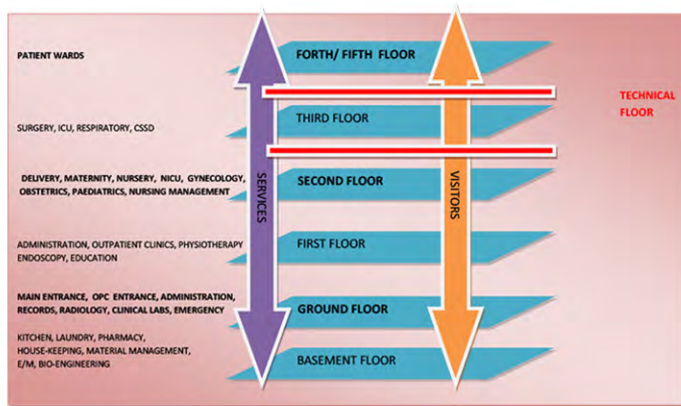 PATIENT WARDS
FORTH/ FIFTH FLOOR
TECHNICAL
FLOOR
SURGERY, ICU, RESPIRATORY, CSSD
THIRD FLOOR
DELIVERY, MATERNITY, NURSERY, NICU, GYNECOLOGY,
OBSTETRICS, PAEDIATRICS, NURSING MANAGEMENT
SECOND FLOOR
SERVICES
VISITORS
ADMINISTRATION, OUTPATIENT CLINICS, PHYSIOTHERAPY
ENDOSCOPY, EDUCATION
FIRST FLOOR
MAIN ENTRANCE, OPC ENTRANCE, ADMINISTRATION,
RECORDS, RADIOLOGY, CLINICAL LABS, EMERGENCY
GROUND FLOOR
KITCHEN, LAUNDRY, PHARMACY,
HOUSE-KEEPING, MATERIAL MANAGEMENT,
E/M, BIO-ENGINEERING
BASEMENT FLOOR